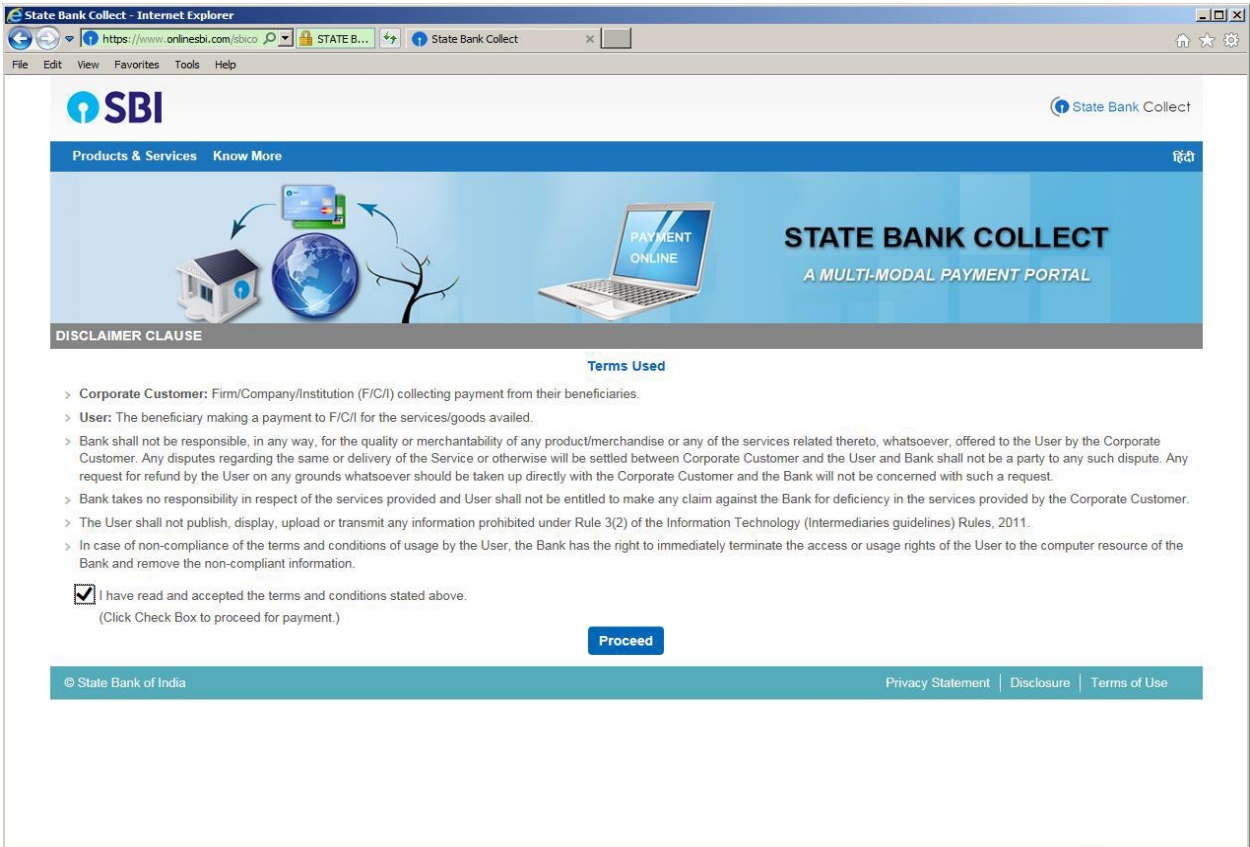 State Bank Collect - Internet Explorer
https://www.onlinesbi.com/sbico STATE B... State Bank Collect
File Edit View Favorites Tools Help
SBI
State Bank Collect
Products & Services Know More हिंदी
PAYMENT
ONLINE
STATE BANK COLLECT
A MULTI-MODAL PAYMENT PORTAL
DISCLAIMER CLAUSE
Terms Used
Corporate Customer: Firm/Company/Institution (F/C/I) collecting payment from their beneficiaries.
User: The beneficiary making a payment to F/C/I for the services/goods availed.
Bank shall not be responsible, in any way, for the quality or merchantability of any product/merchandise or any of the services related thereto, whatsoever, offered to the User by the Corporate
Customer. Any disputes regarding the same or delivery of the Service or otherwise will be settled between Corporate Customer and the User and Bank shall not be a party to any such dispute. Any
request for refund by the User on any grounds whatsoever should be taken up directly with the Corporate Customer and the Bank will not be concerned with such a request.
Bank takes no responsibility in respect of the services provided and User shall not be entitled to make any claim against the Bank for deficiency in the services provided by the Corporate Customer.
The User shall not publish, display, upload or transmit any information prohibited under Rule 3(2) of the Information Technology (Intermediaries guidelines) Rules, 2011.
In case of non-compliance of the terms and conditions of usage by the User, the Bank has the right to immediately terminate the access or usage rights of the User to the computer resource of the
Bank and remove the non-compliant information.
I have read and accepted the terms and conditions stated above.
(Click Check Box to proceed for payment.)
Proceed
© State Bank of India Privacy Statement Disclosure Terms of Use